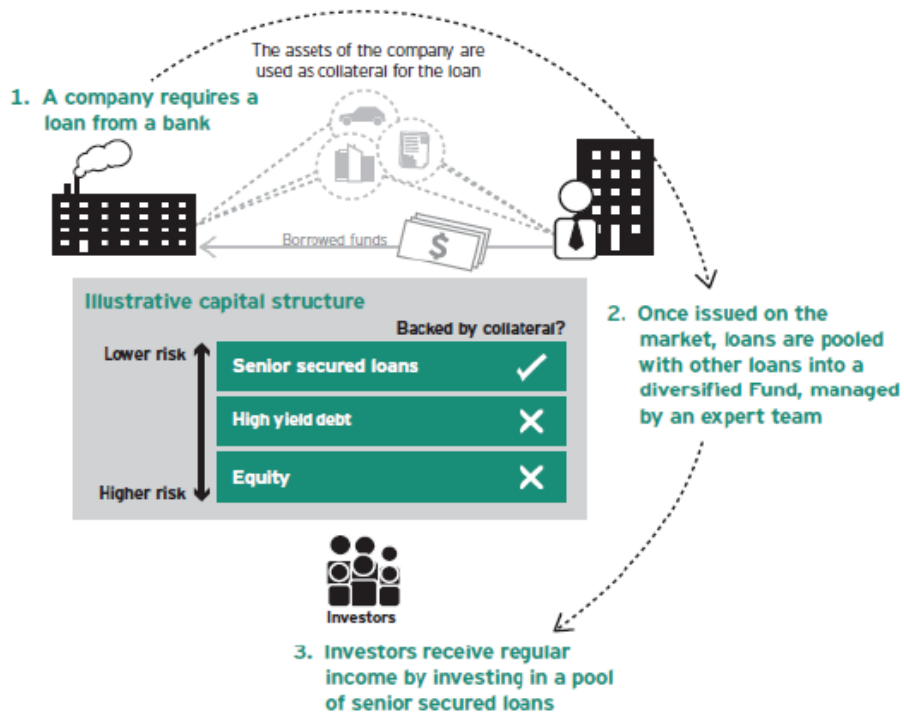 The assets of the company are
used as collateral for the loan
1. A company requires a
loan from a bank
Borrowed funds
$
Illustrative capital structure
Backed by collateral?
Lower risk
Senior secured loans
High yield debt
Equity
Higher risk
2. Once issued on the
market, loans are pooled
with other loans into a
diversified Fund, managed
by an expert team
Investors
3. Investors receive regular
income by investing in a pool
of senior secured loans